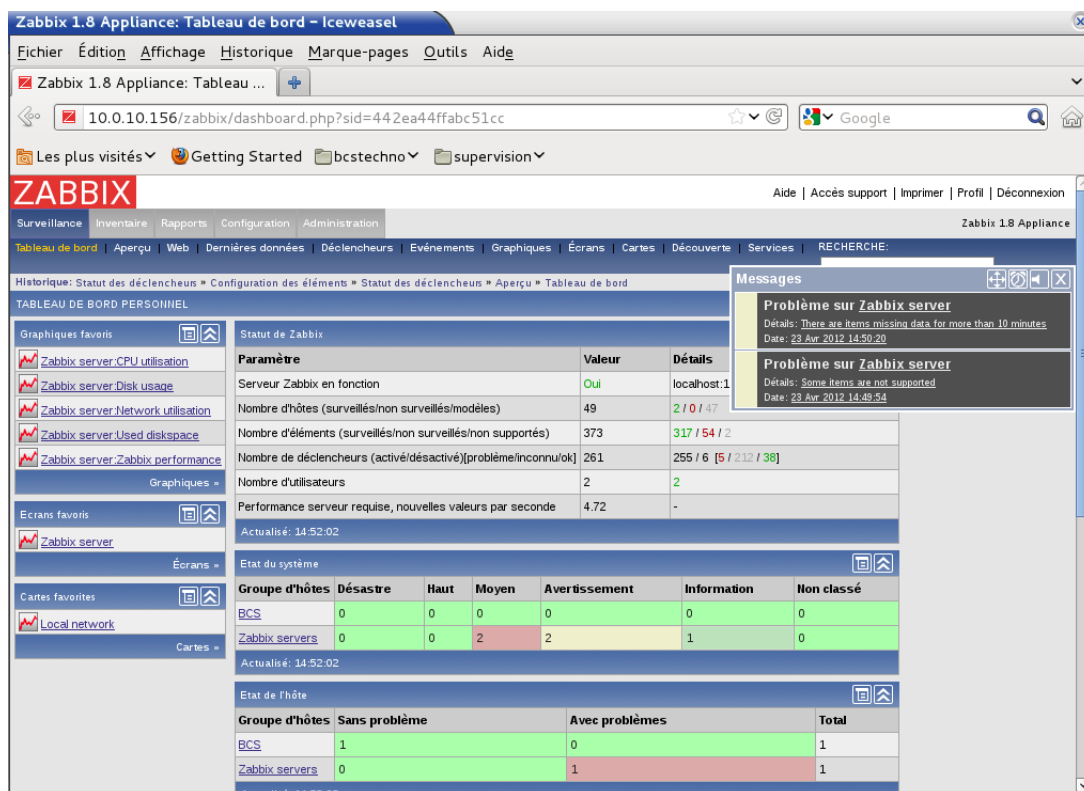 Zabbix 1.8 Appliance: Tableau de bord – Iceweasel
Fichier Édition Affichage Historique Marque-pages Outils Aide
Zabbix 1.8 Appliance: Tableau ...
10.0.10.156/zabbix/dashboard.php?sid=442ea44ffabc51cc
Google
Les plus visités Getting Started bcstechno supervision
ZABBIX
Aide | Accès support | Imprimer | Profil | Déconnexion
Surveillance Inventaire Rapports Configuration Administration
Zabbix 1.8 Appliance
Tableau de bord | Aperçu | Web | Dernières données | Déclencheurs | Evénements | Graphiques | Écrans | Cartes | Découverte | Services | RECHERCHE:
Historique: Statut des déclencheurs » Configuration des éléments » Statut des déclencheurs » Aperçu » Tableau de bord
TABLEAU DE BORD PERSONNEL
Messages
Problème sur Zabbix server
Détails: There are items missing data for more than 10 minutes
Date: 23 Avr 2012 14:50:20
Problème sur Zabbix server
Détails: Some items are not supported
Date: 23 Avr 2012 14:49:54
Graphiques favoris
Zabbix server:CPU utilisation
Zabbix server:Disk usage
Zabbix server:Network utilisation
Zabbix server:Used diskspace
Zabbix server:Zabbix performance
Graphiques »
Ecrans favoris
Zabbix server
Écrans »
Cartes favorites
Local network
Cartes »
Statut de Zabbix
Paramètre Valeur Détails
Serveur Zabbix en fonction Oui localhost:1
Nombre d'hôtes (surveillés/non surveillés/modèles) 49 2 / 0 / 47
Nombre d'éléments (surveillés/non surveillés/non supportés) 373 317 / 54 / 2
Nombre de déclencheurs (activé/désactivé)[problème/inconnu/ok] 261 255 / 6 [5 / 212 / 38]
Nombre d'utilisateurs 2 2
Performance serveur requise, nouvelles valeurs par seconde 4.72 -
Actualisé: 14:52:02
Etat du système
Groupe d'hôtes Désastre Haut Moyen Avertissement Information Non classé
BCS 0 0 0 0 0 0
Zabbix servers 0 0 2 2 1 0
Actualisé: 14:52:02
Etat de l'hôte
Groupe d'hôtes Sans problème Avec problèmes Total
BCS 1 0 1
Zabbix servers 0 1 1